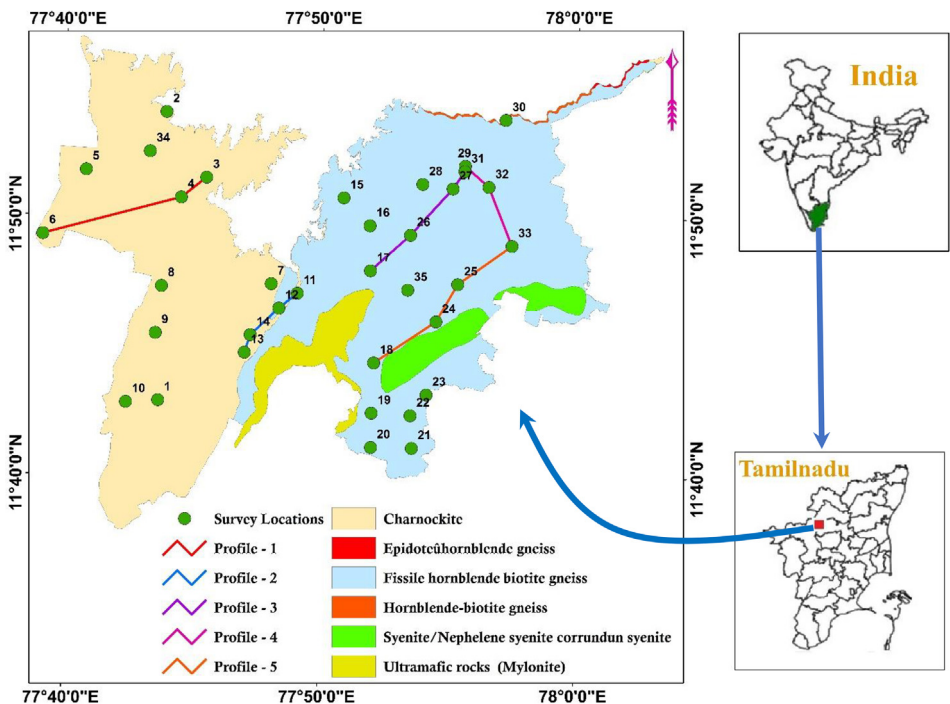 77°40'0"E 77°50'0"E 78°0'0"E
India
11°50'0"N
11°50'0"N
11°40'0"N
11°40'0"N
2
34
5
3
4
6
8
7
11
12
9
14
13
10
1
30
29
31
27
28
32
15
16
26
33
17
25
35
24
18
23
19
22
20
21
Tamilnadu
Survey Locations
Profile - 1
Profile - 2
Profile - 3
Profile - 4
Profile - 5
Charnockite
Epidoteûhornblende gneiss
Fissile hornblende biotite gneiss
Hornblende-biotite gneiss
Syenite/Nephelene syenite corrundun syenite
Ultramafic rocks (Mylonite)
77°40'0"E 77°50'0"E 78°0'0"E